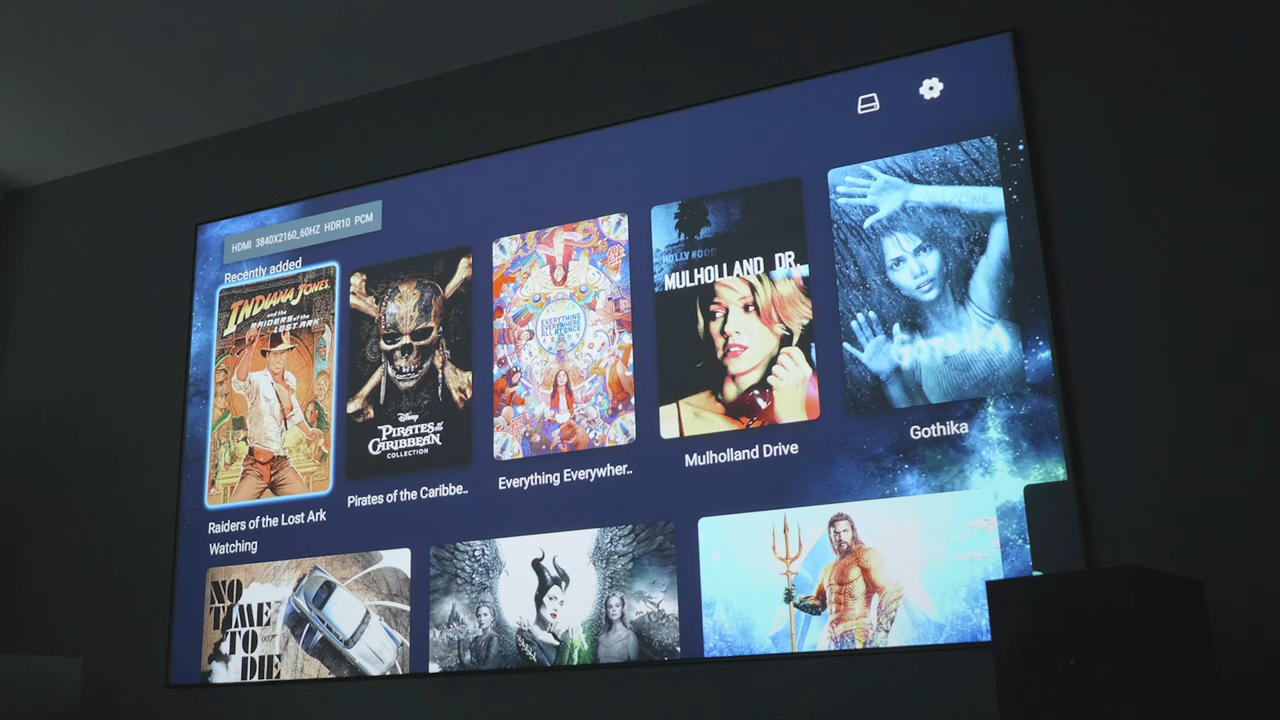 HDMI 3840X2160_60HZ HDR10 PCM
Recently added
INDIANA JONES
and the
RAIDERS of the
LOST ARK
Disney
PIRATES of the
CARIBBEAN
COLLECTION
EVERYTHING
EVERYWHERE
ALL AT ONCE
HOLLYWOOD
MULHOLLAND DR.
GOTHIKA
Raiders of the Lost Ark
Pirates of the Caribbe..
Everything Everywher..
Mulholland Drive
Gothika
Watching
NO
TIME
TO
DIE
007